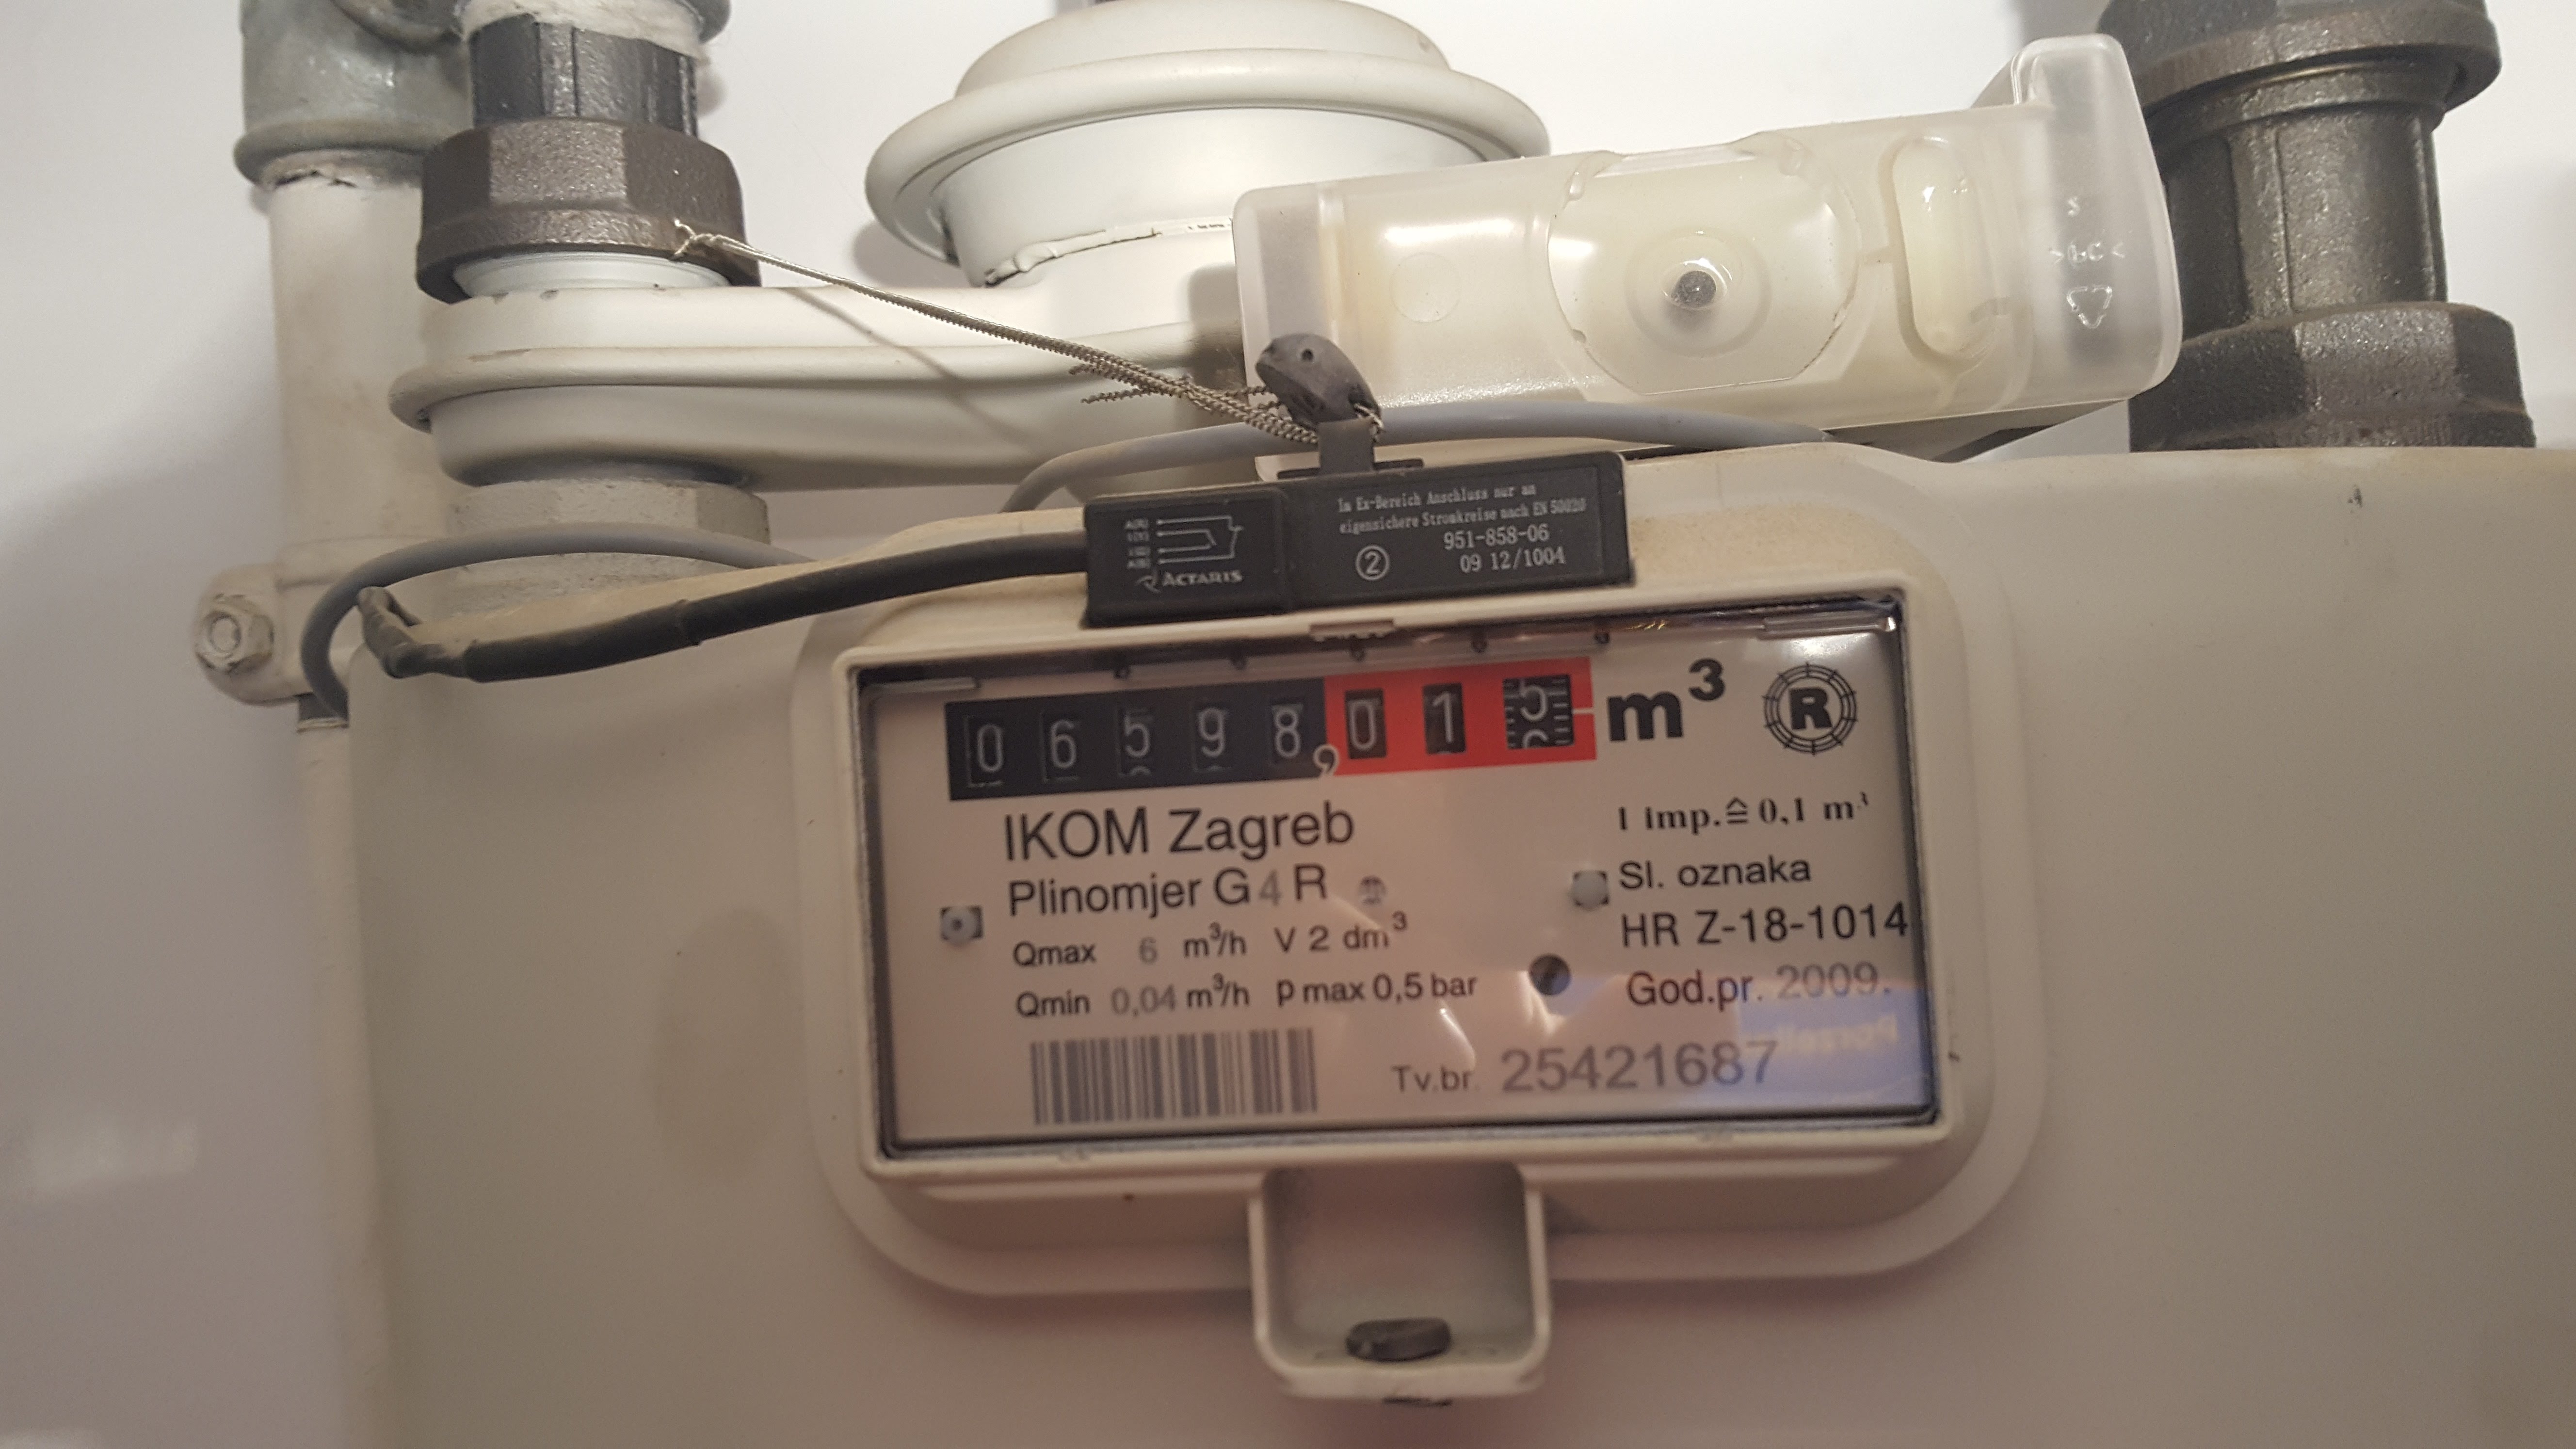 In Ex-Bereich Anschluss nur an
eigensichere Stromkreise nach EN 50020
951-858-06
② 09 12/1004
ACTARIS
06598,015 m³ R
IKOM Zagreb
1 imp.≙ 0,1 m³
Plinomjer G 4 R
Sl. oznaka
HR Z-18-1014
Qmax 6 m³/h V 2 dm³
Qmin 0,04 m³/h p max 0,5 bar
God.pr. 2009.
Tv.br. 25421687